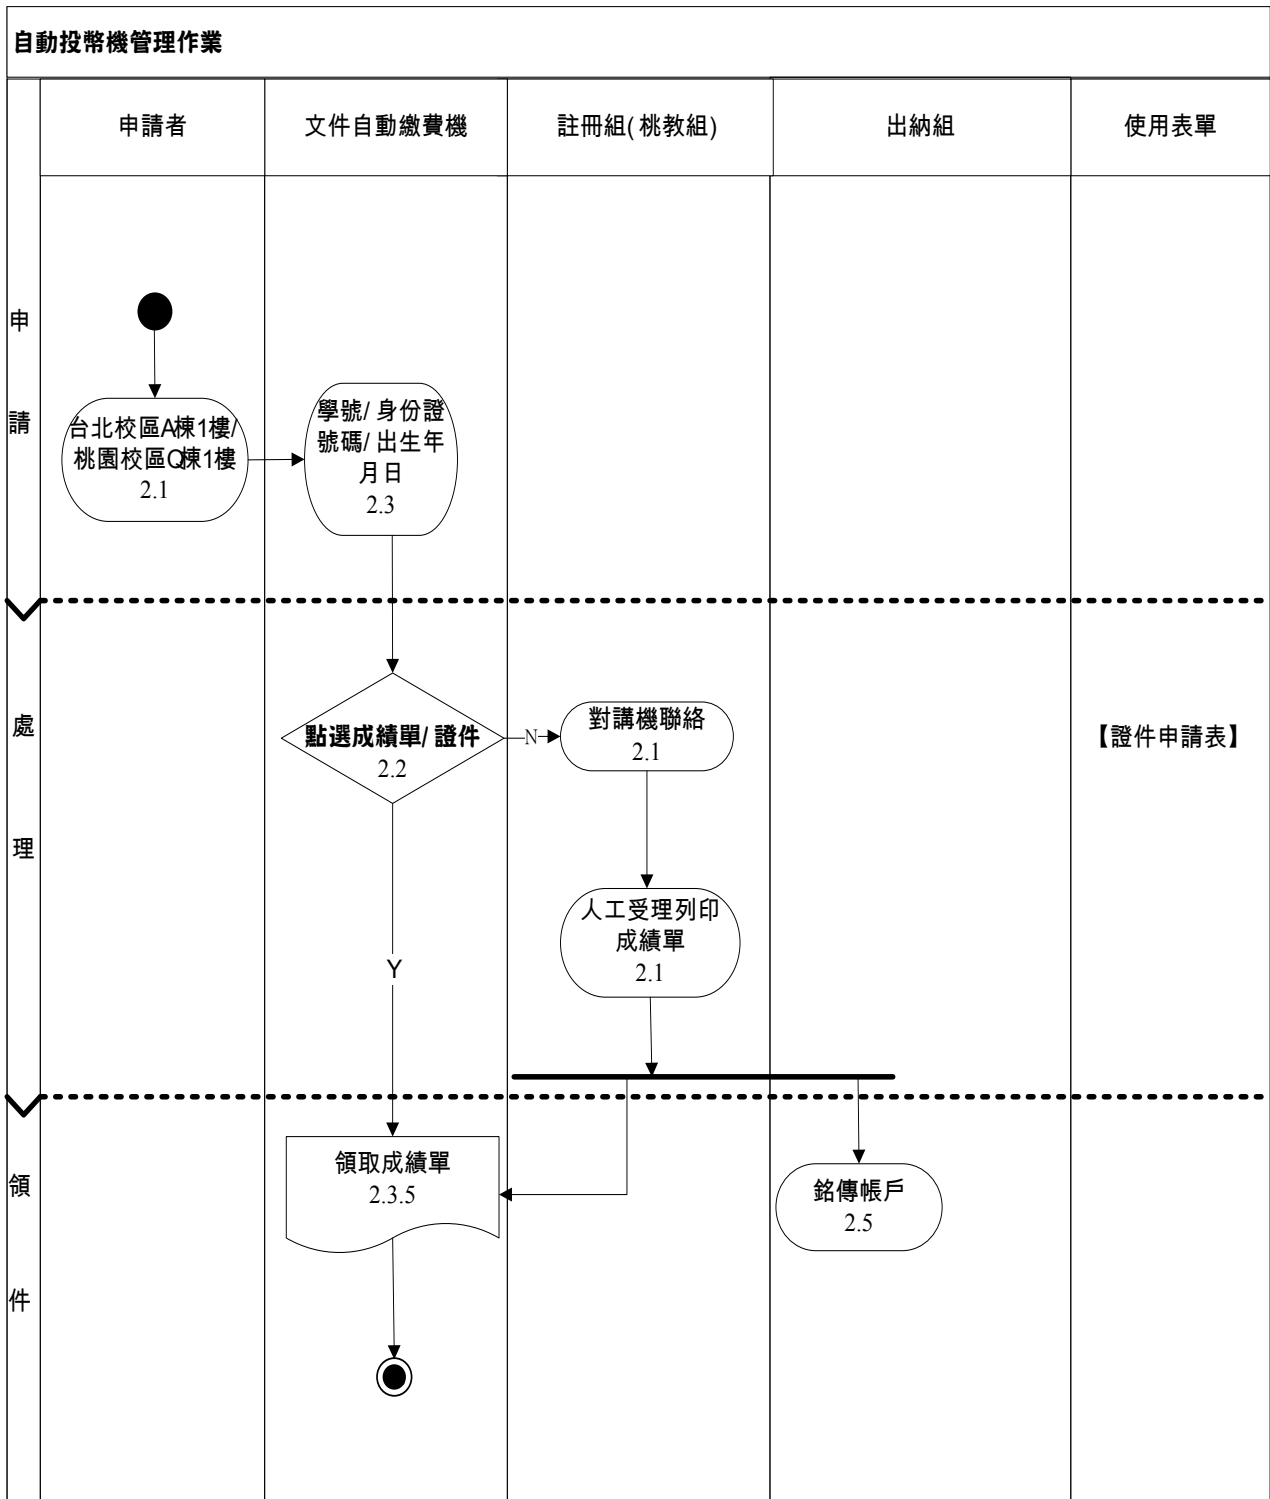 自動投幣機管理作業
申請者
文件自動繳費機
註冊組(桃教組)
出納組
使用表單
申
請
台北校區A棟1樓/
桃園校區Q棟1樓
2.1
學號/身份證
號碼/出生年
月日
2.3
處
理
點選成績單/證件
2.2
N
對講機聯絡
2.1
【證件申請表】
人工受理列印
成績單
2.1
Y
領
件
領取成績單
2.3.5
銘傳帳戶
2.5